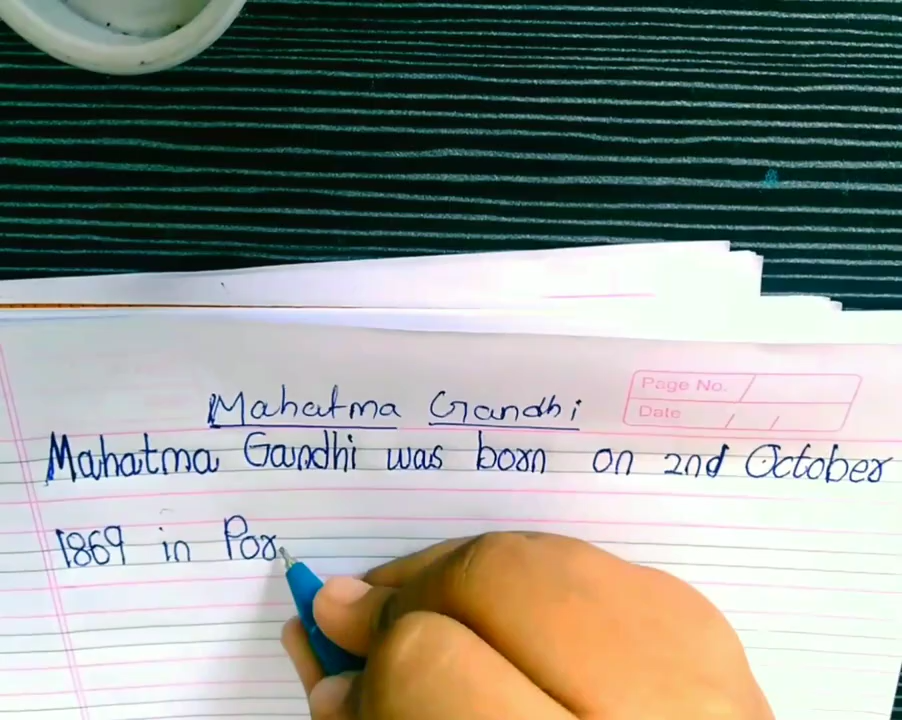 Mahatma Gandhi
Page No.
Date / /
Mahatma Gandhi was born on 2nd October
1869 in Por